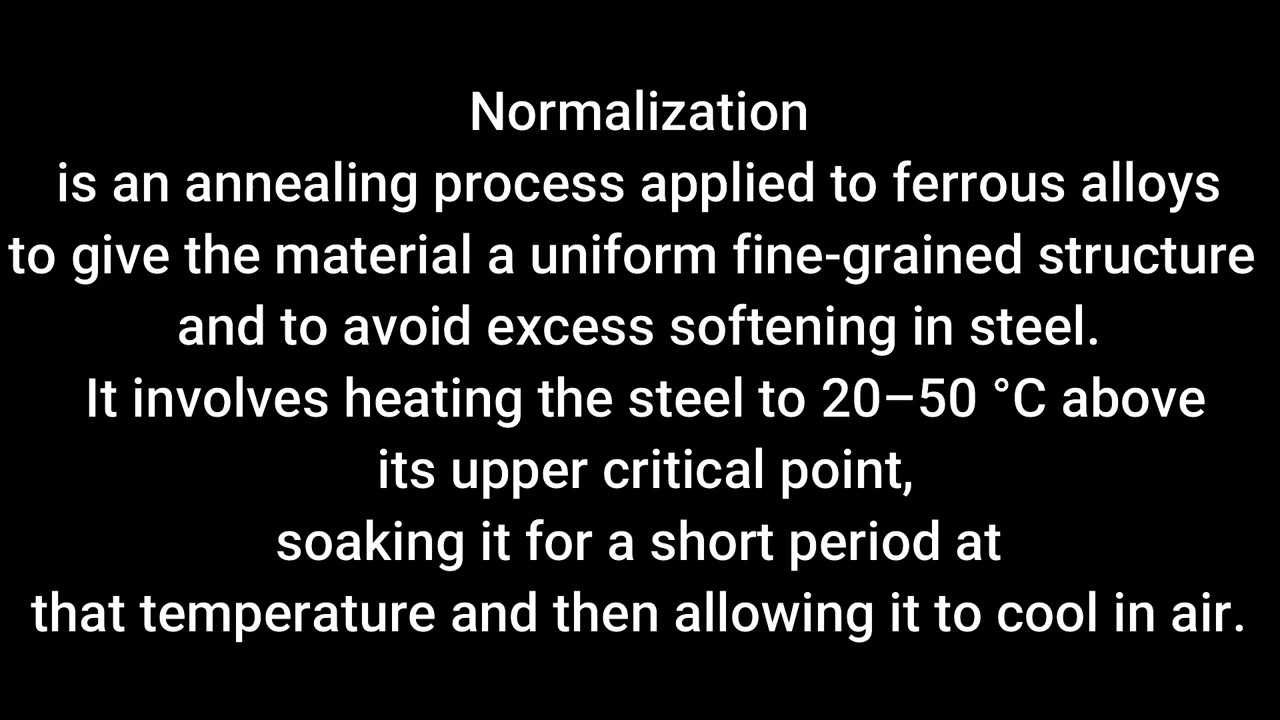 Normalization
is an annealing process applied to ferrous alloys
to give the material a uniform fine-grained structure
and to avoid excess softening in steel.
It involves heating the steel to 20–50 °C above
its upper critical point,
soaking it for a short period at
that temperature and then allowing it to cool in air.